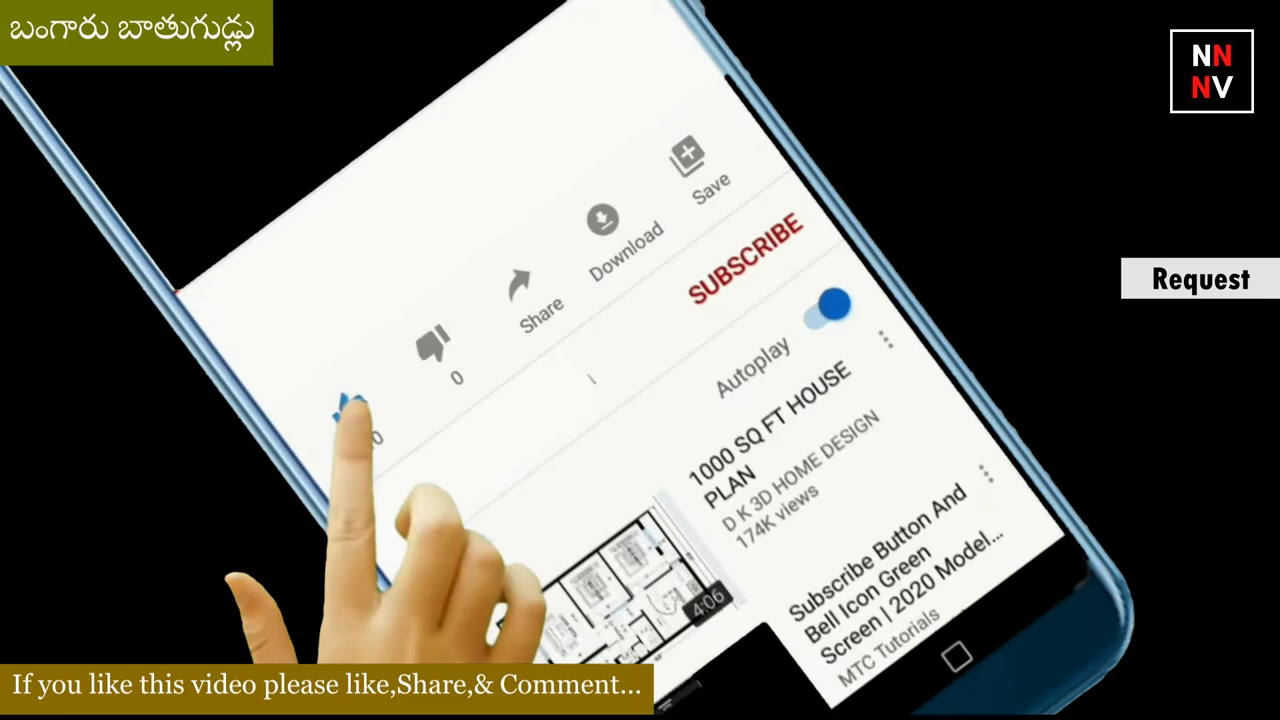 బంగారు బాతుగుడ్లు
NN
NV
Save
Download
Share
0
SUBSCRIBE
Request
Autoplay
1000 SQ FT HOUSE
PLAN
D K 3D HOME DESIGN
174K views
4:06
Subscribe Button And
Bell Icon Green
Screen | 2020 Model...
MTC Tutorials
If you like this video please like,Share,& Comment...